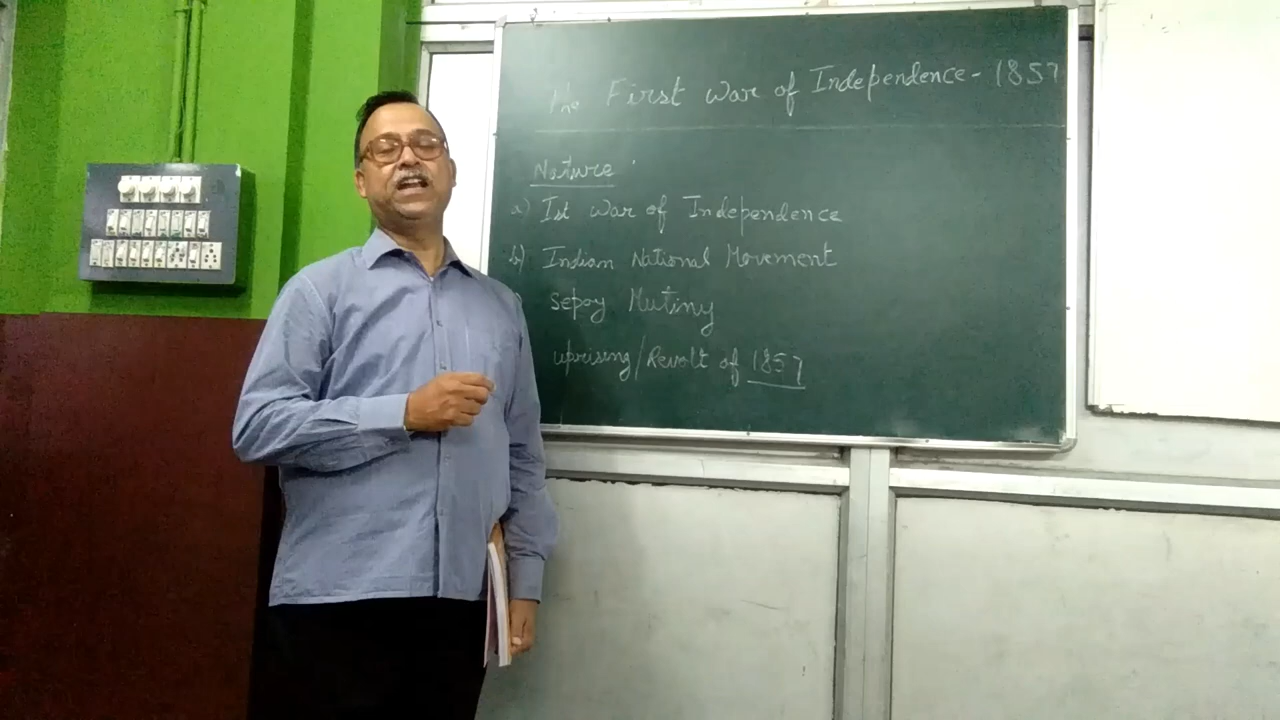 The First War of Independence - 1857
Nature :
a) Ist War of Independence
b) Indian National Movement
Sepoy Mutiny
uprising/Revolt of 1857